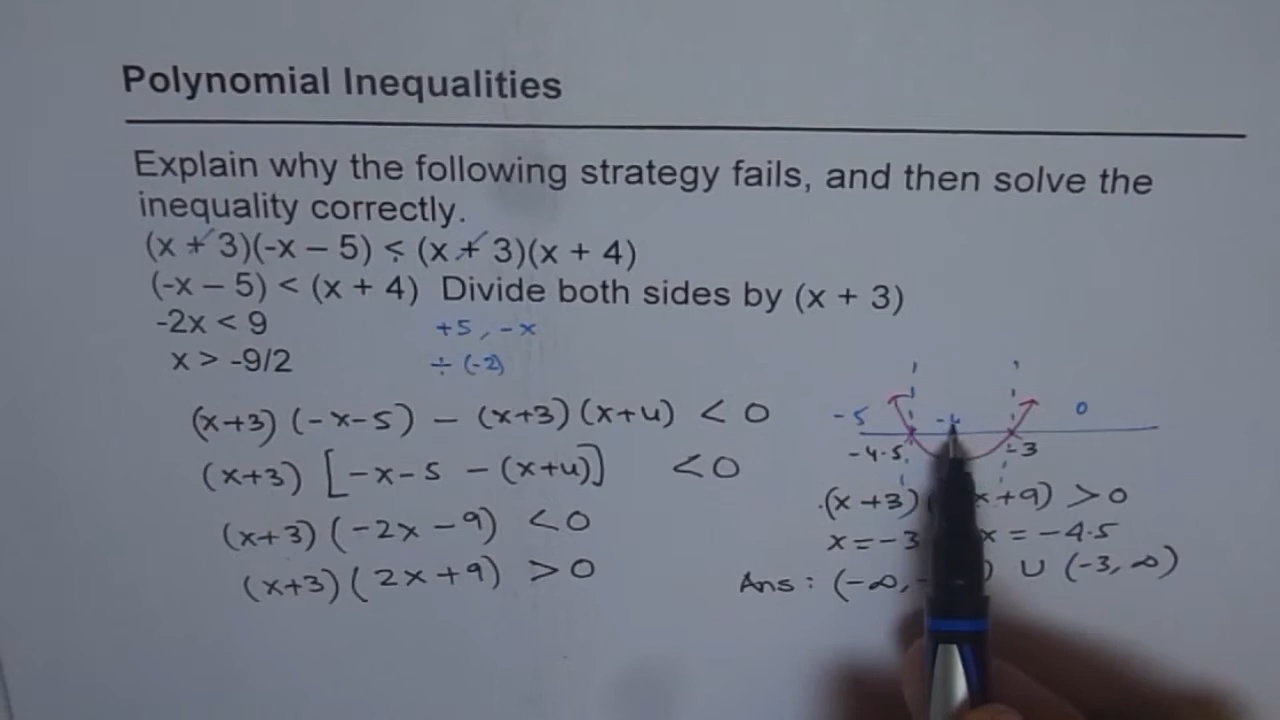 Polynomial Inequalities
Explain why the following strategy fails, and then solve the
inequality correctly.
(x + 3)(-x – 5) < (x + 3)(x + 4)
(-x – 5) < (x + 4) Divide both sides by (x + 3)
-2x < 9 +5, -x
x > -9/2 ÷ (-2)
(x+3) (-x-5) - (x+3) (x+4) < 0
(x+3) [-x-5 - (x+4)] < 0
(x+3) (-2x - 9) < 0
(x+3) (2x+9) > 0
-5 0
-4.5 -3
(x+3) x+9) > 0
x = -3 x = -4.5
Ans : (-∞, ) ∪ (-3, ∞)